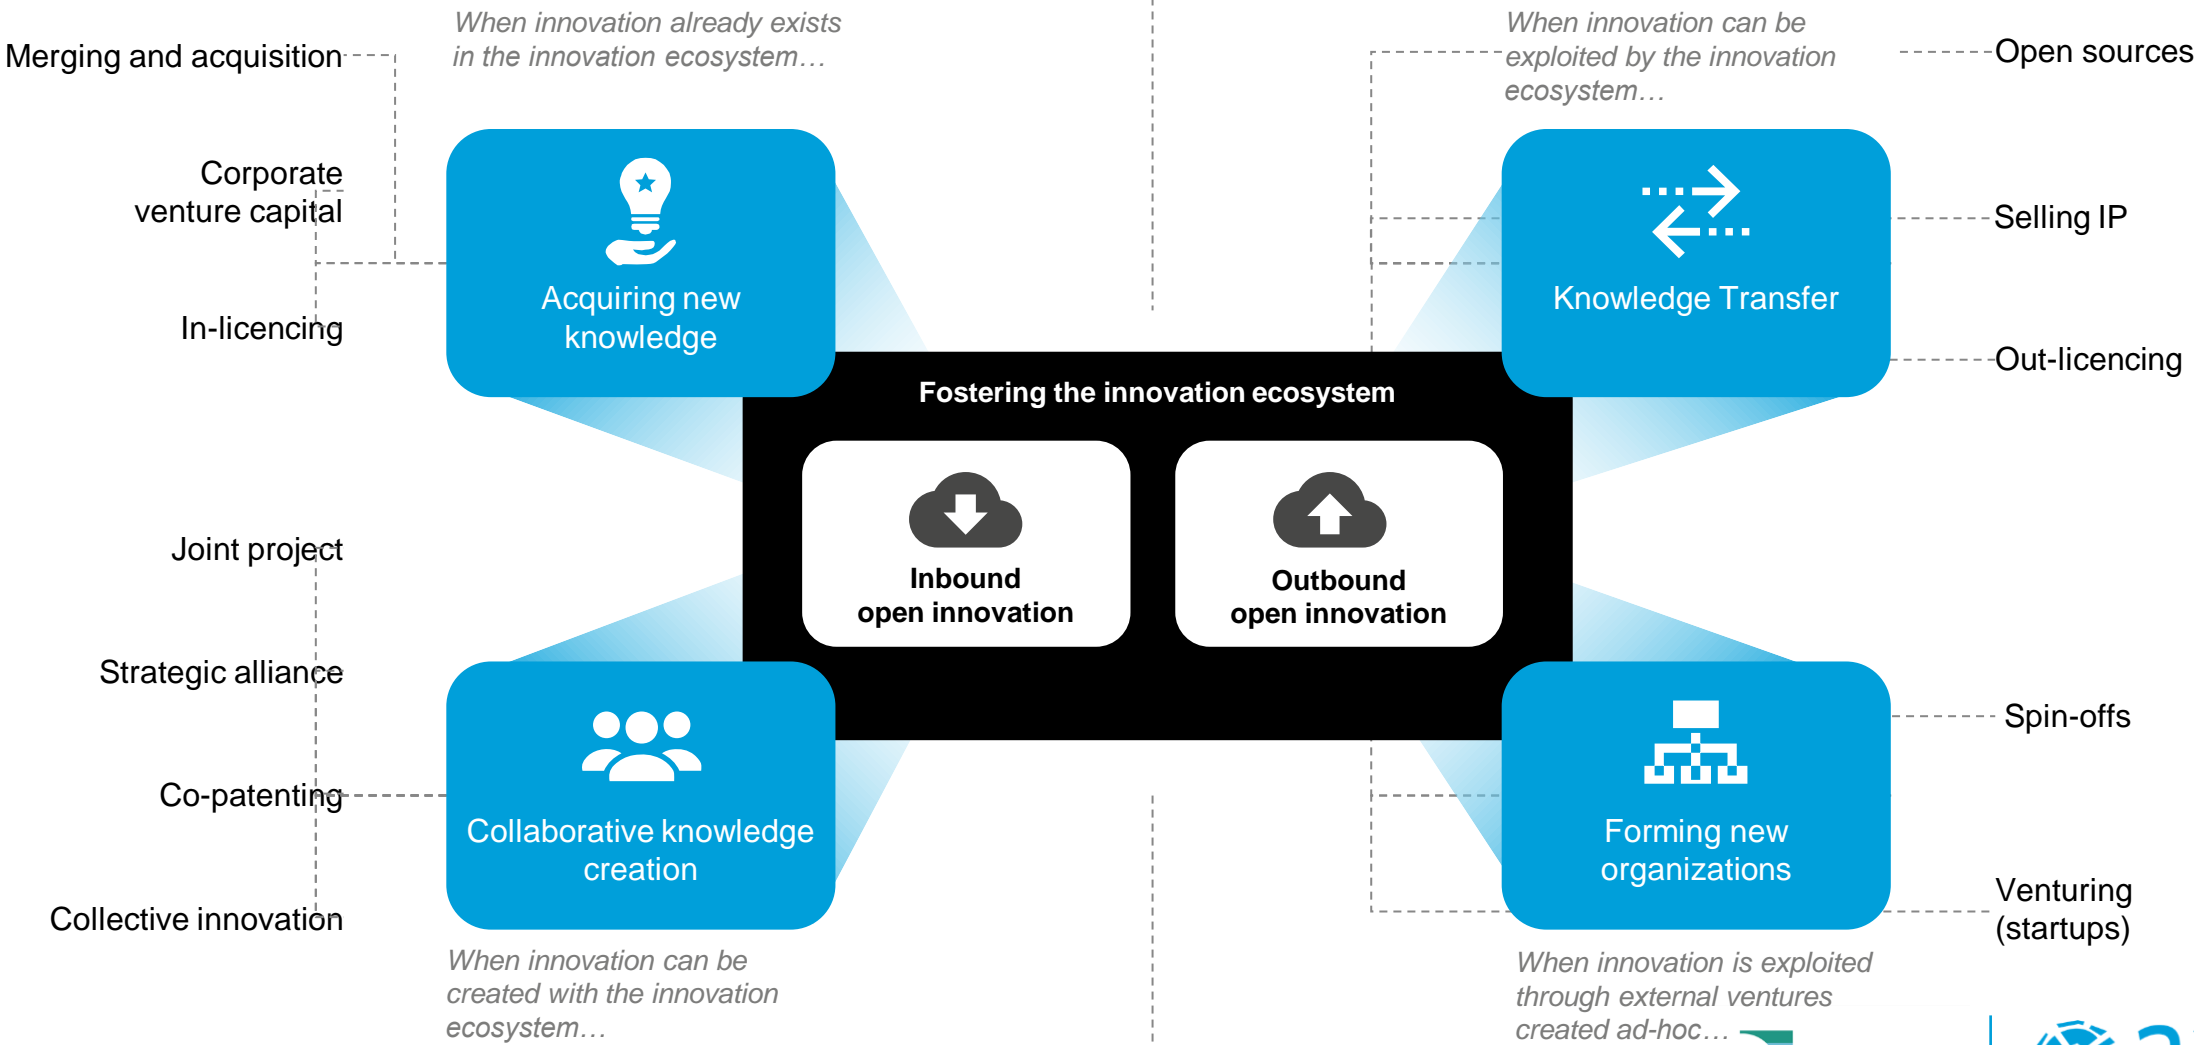 When innovation already exists
in the innovation ecosystem…
Merging and acquisition
Corporate
venture capital
In-licencing
Acquiring new
knowledge
When innovation can be
exploited by the innovation
ecosystem…
Open sources
Selling IP
Out-licencing
Knowledge Transfer
Fostering the innovation ecosystem
Inbound
open innovation
Outbound
open innovation
Joint project
Strategic alliance
Co-patenting
Collective innovation
Collaborative knowledge
creation
When innovation can be
created with the innovation
ecosystem…
Forming new
organizations
Spin-offs
Venturing
(startups)
When innovation is exploited
through external ventures
created ad-hoc…